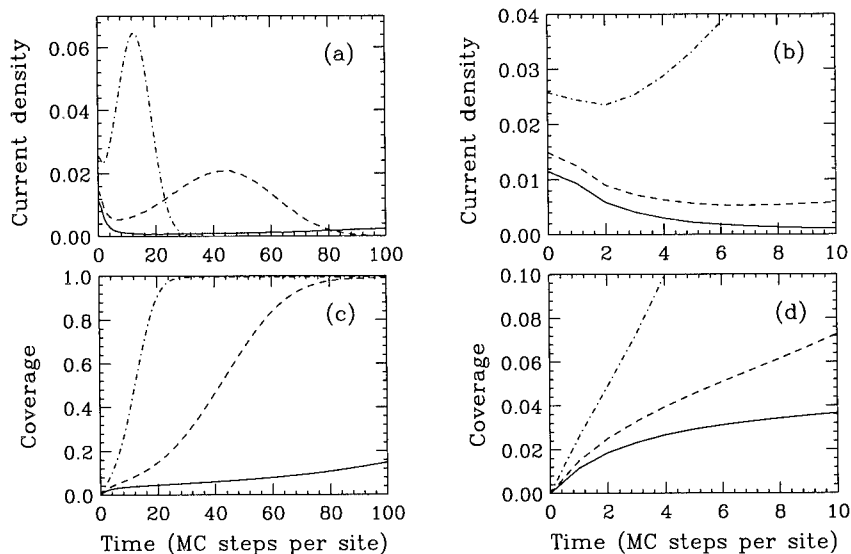 Current density
0.06
0.04
0.02
0.00
(a)
0 20 40 60 80 100
Current density
0.04
0.03
0.02
0.01
0.00
(b)
0 2 4 6 8 10
Coverage
1.0
0.8
0.6
0.4
0.2
0.0
(c)
0 20 40 60 80 100
Time (MC steps per site)
Coverage
0.10
0.08
0.06
0.04
0.02
0.00
(d)
0 2 4 6 8 10
Time (MC steps per site)